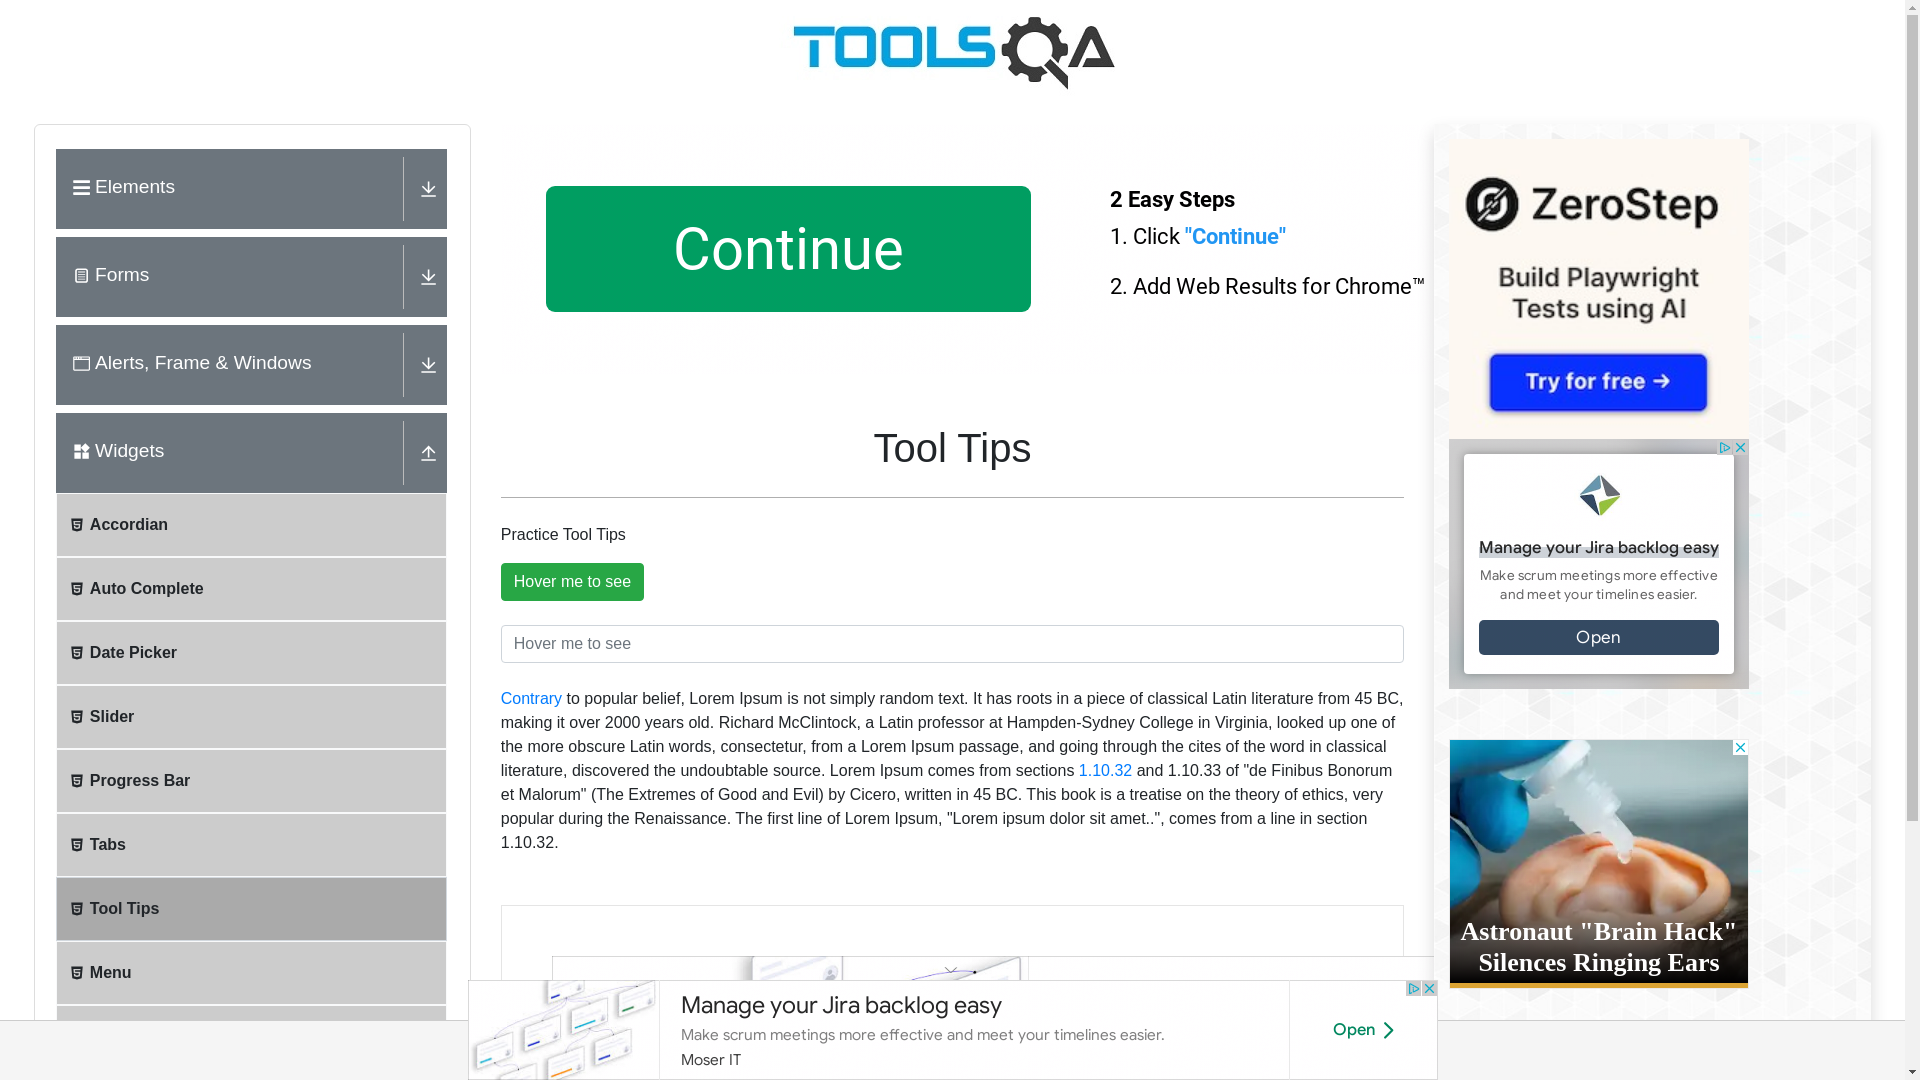 TOOLSQA
Elements
Forms
Alerts, Frame & Windows
Widgets
Accordian
Auto Complete
Date Picker
Slider
Progress Bar
Tabs
Tool Tips
Menu
Continue
2 Easy Steps
1. Click "Continue"
2. Add Web Results for Chrome™
Tool Tips
Practice Tool Tips
Hover me to see
Hover me to see
Contrary to popular belief, Lorem Ipsum is not simply random text. It has roots in a piece of classical Latin literature from 45 BC,
making it over 2000 years old. Richard McClintock, a Latin professor at Hampden-Sydney College in Virginia, looked up one of
the more obscure Latin words, consectetur, from a Lorem Ipsum passage, and going through the cites of the word in classical
literature, discovered the undoubtable source. Lorem Ipsum comes from sections 1.10.32 and 1.10.33 of "de Finibus Bonorum
et Malorum" (The Extremes of Good and Evil) by Cicero, written in 45 BC. This book is a treatise on the theory of ethics, very
popular during the Renaissance. The first line of Lorem Ipsum, "Lorem ipsum dolor sit amet..", comes from a line in section
1.10.32.
ZeroStep
Build Playwright
Tests using AI
Try for free →
Manage your Jira backlog easy
Make scrum meetings more effective
and meet your timelines easier.
Open
Astronaut "Brain Hack"
Silences Ringing Ears
Manage your Jira backlog easy
Make scrum meetings more effective and meet your timelines easier.
Moser IT
Open